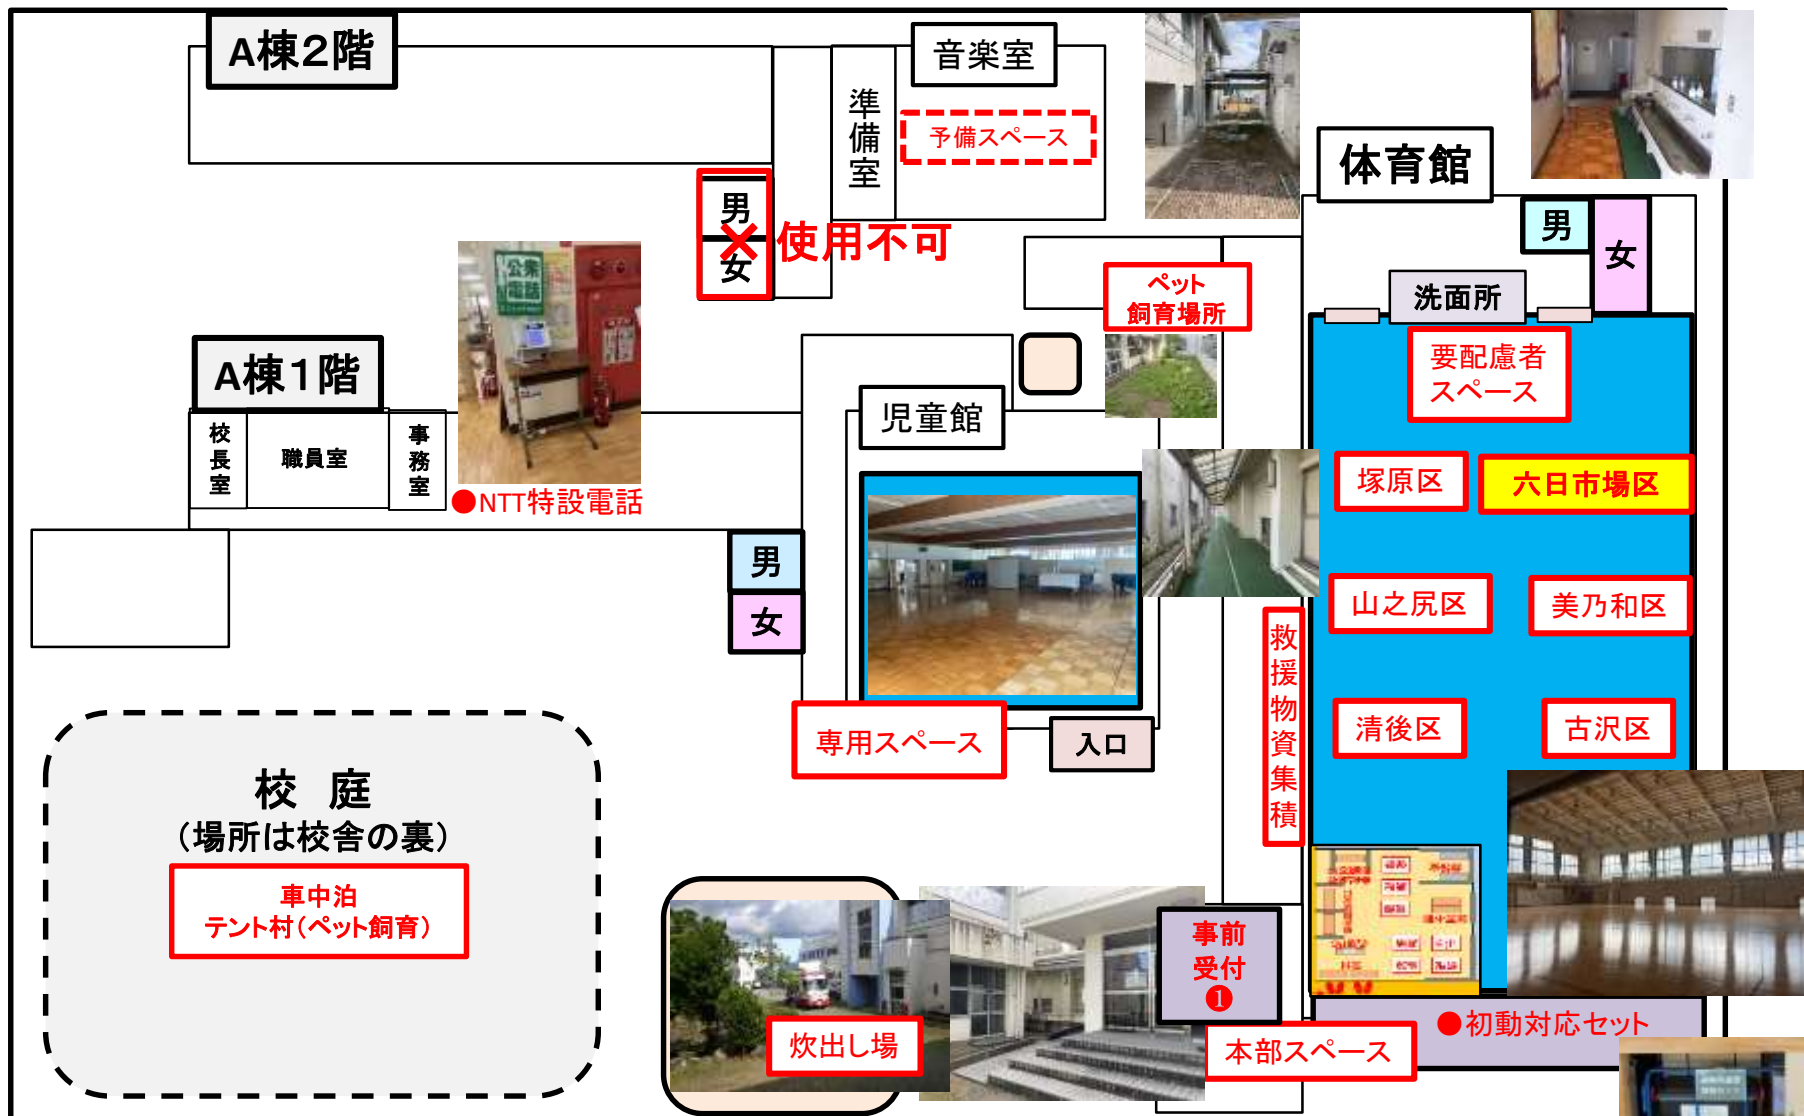 A棟2階
音楽室
準備室
予備スペース
体育館
男
女
使用不可
男
女
洗面所
ペット
飼育場所
要配慮者
スペース
公衆
電話
A棟1階
校長室
職員室
事務室
●NTT特設電話
児童館
塚原区
六日市場区
男
女
山之尻区
美乃和区
救援物資集積
清後区
古沢区
専用スペース
入口
校 庭
(場所は校舎の裏)
車中泊
テント村(ペット飼育)
事前
受付
❶
炊出し場
本部スペース
●初動対応セット